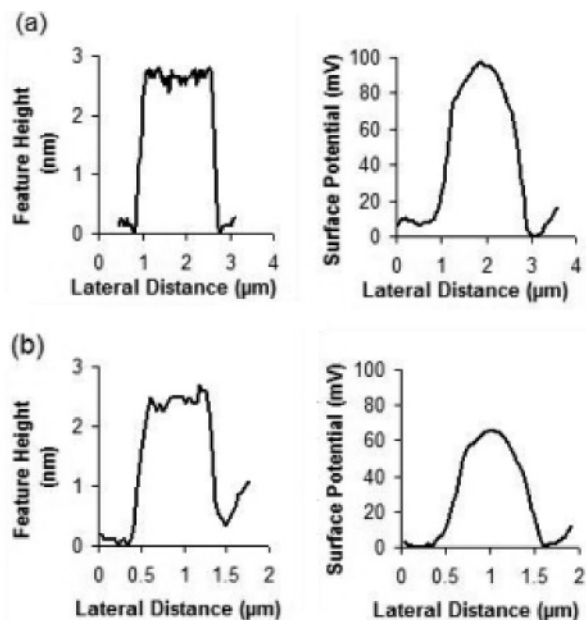 (a)
Feature Height
(nm)
3
2
1
0
0 1 2 3 4
Lateral Distance (µm)
Surface Potential (mV)
100
80
60
40
20
0
0 1 2 3 4
Lateral Distance (µm)
(b)
Feature Height
(nm)
3
2
1
0
0 0.5 1 1.5 2
Lateral Distance (µm)
Surface Potential (mV)
100
80
60
40
20
0
0 0.5 1 1.5 2
Lateral Distance (µm)